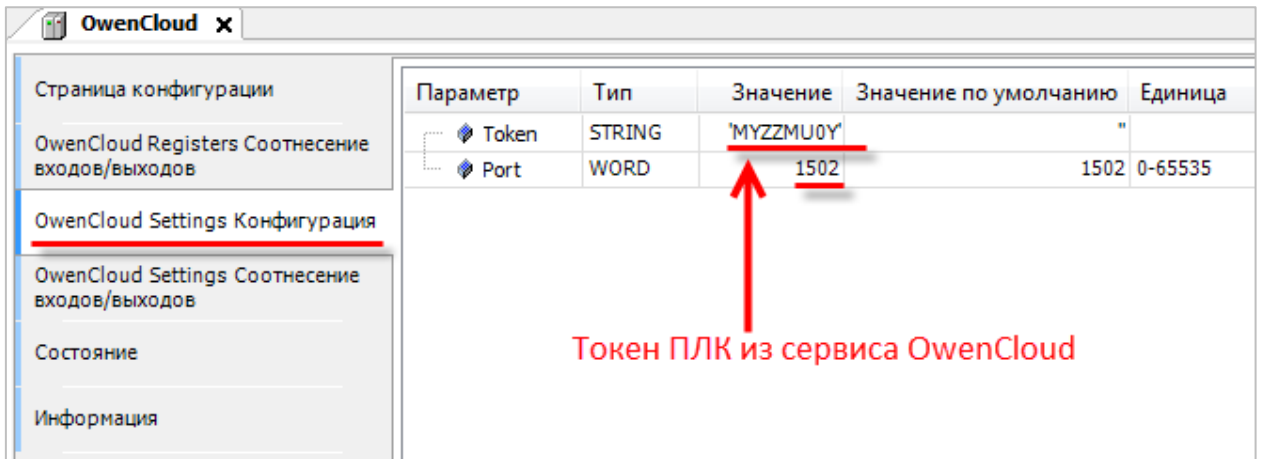 OwenCloud x
Страница конфигурации
OwenCloud Registers Соотнесение
входов/выходов
OwenCloud Settings Конфигурация
OwenCloud Settings Соотнесение
входов/выходов
Состояние
Информация
Параметр Тип Значение Значение по умолчанию Единица
Token STRING 'MYZZMU0Y' ''
Port WORD 1502 1502 0-65535
Токен ПЛК из сервиса OwenCloud